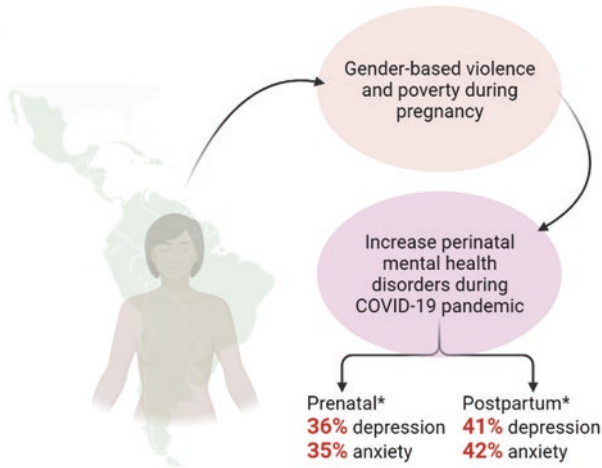 Gender-based violence
and poverty during
pregnancy
Increase perinatal
mental health
disorders during
COVID-19 pandemic
Prenatal*
36% depression
35% anxiety
Postpartum*
41% depression
42% anxiety